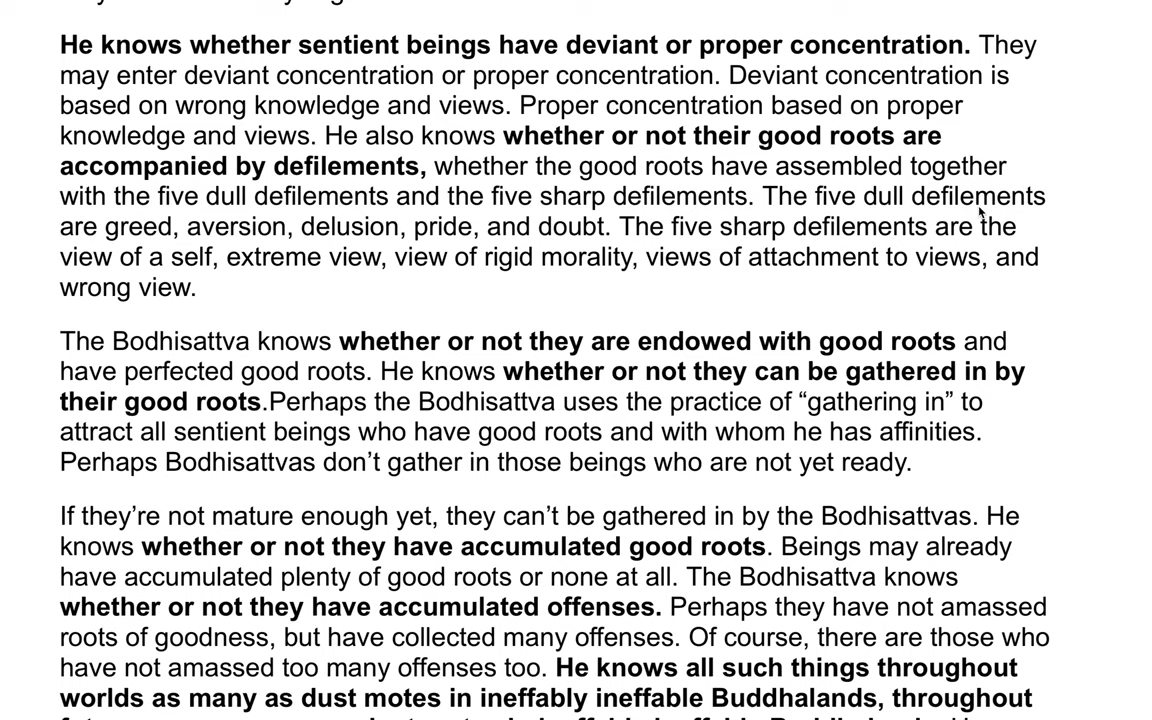 He knows whether sentient beings have deviant or proper concentration. They
may enter deviant concentration or proper concentration. Deviant concentration is
based on wrong knowledge and views. Proper concentration based on proper
knowledge and views. He also knows whether or not their good roots are
accompanied by defilements, whether the good roots have assembled together
with the five dull defilements and the five sharp defilements. The five dull defilements
are greed, aversion, delusion, pride, and doubt. The five sharp defilements are the
view of a self, extreme view, view of rigid morality, views of attachment to views, and
wrong view.
The Bodhisattva knows whether or not they are endowed with good roots and
have perfected good roots. He knows whether or not they can be gathered in by
their good roots.Perhaps the Bodhisattva uses the practice of “gathering in” to
attract all sentient beings who have good roots and with whom he has affinities.
Perhaps Bodhisattvas don’t gather in those beings who are not yet ready.
If they’re not mature enough yet, they can’t be gathered in by the Bodhisattvas. He
knows whether or not they have accumulated good roots. Beings may already
have accumulated plenty of good roots or none at all. The Bodhisattva knows
whether or not they have accumulated offenses. Perhaps they have not amassed
roots of goodness, but have collected many offenses. Of course, there are those who
have not amassed too many offenses too. He knows all such things throughout
worlds as many as dust motes in ineffably ineffable Buddhalands, throughout